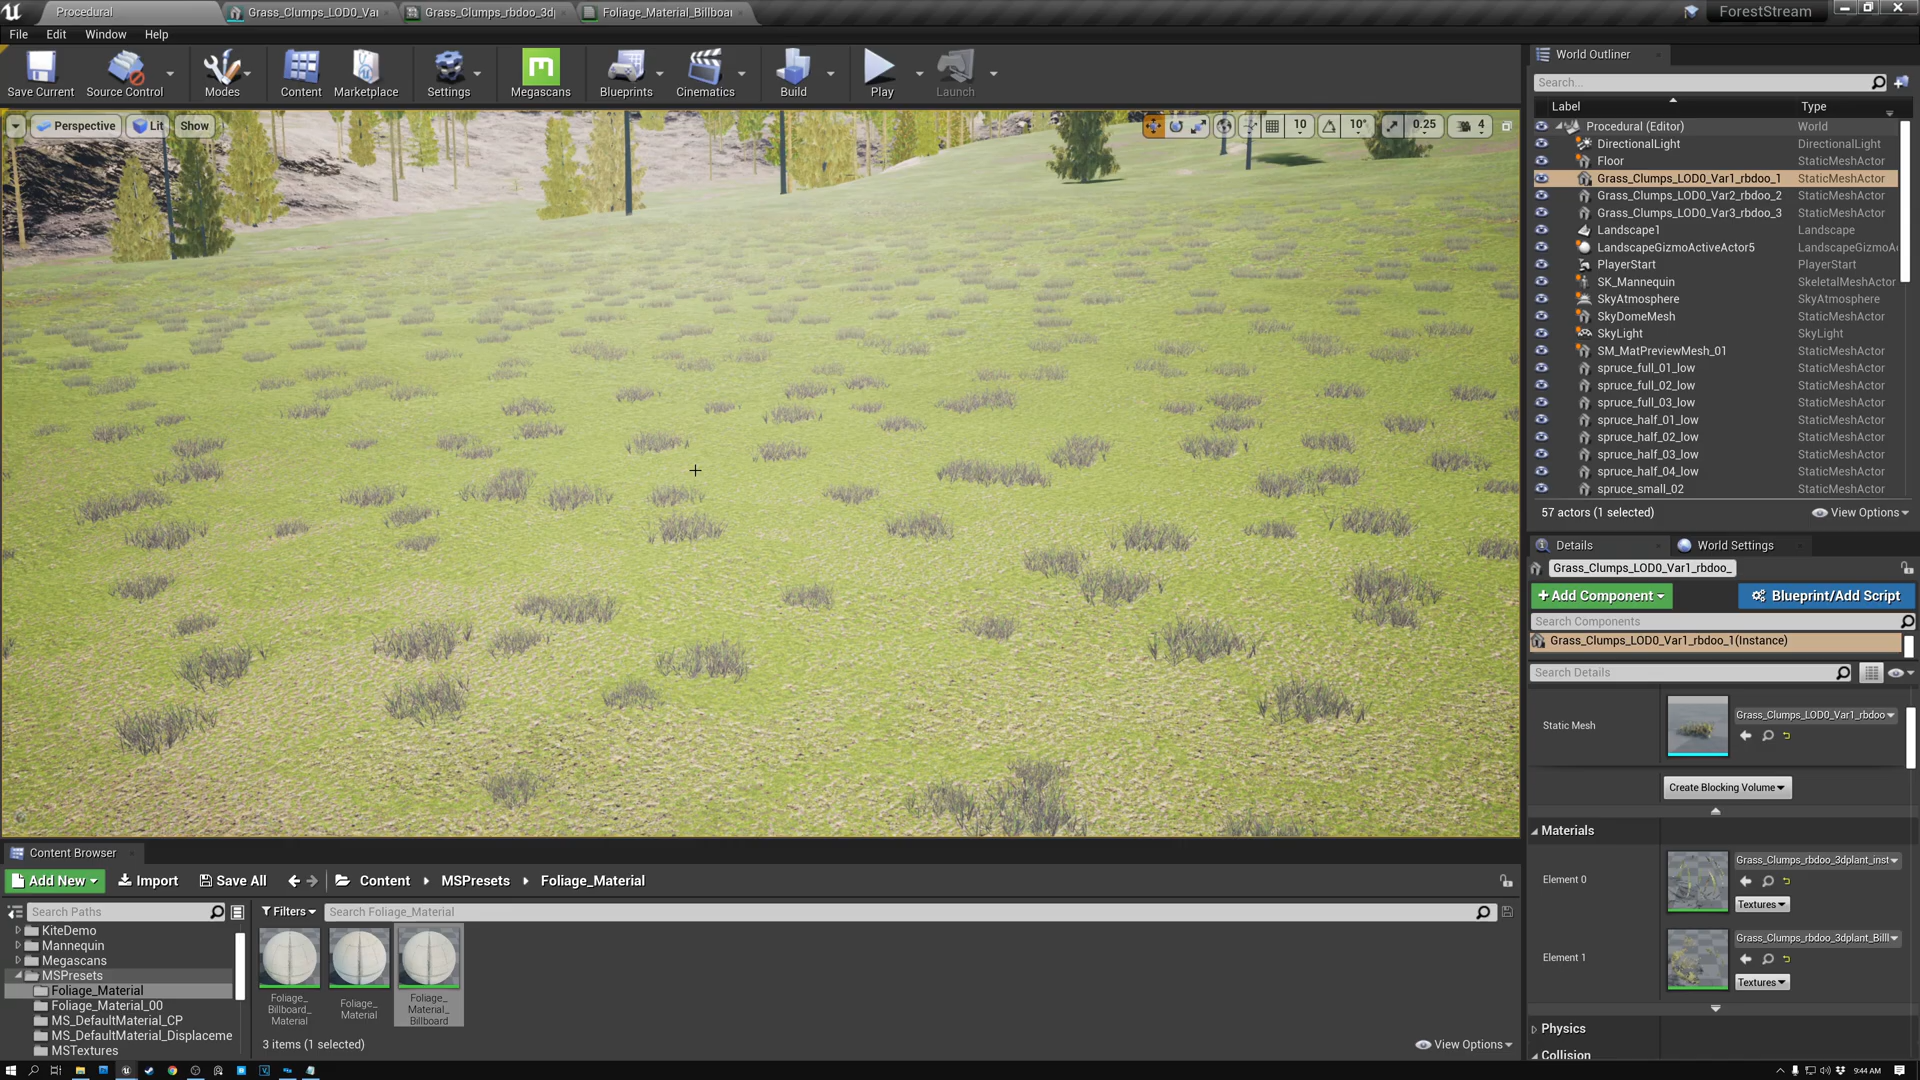 Procedural
Grass_Clumps_LOD0_Var
Grass_Clumps_rbdoo_3d
Foliage_Material_Billboar
ForestStream
File Edit Window Help
Save Current
Source Control
Modes
Content
Marketplace
Settings
Megascans
Blueprints
Cinematics
Build
Play
Launch
Perspective
Lit
Show
10
10°
0.25
4
World Outliner
Search...
Label Type
Procedural (Editor) World
DirectionalLight DirectionalLight
Floor StaticMeshActor
Grass_Clumps_LOD0_Var1_rbdoo_1 StaticMeshActor
Grass_Clumps_LOD0_Var2_rbdoo_2 StaticMeshActor
Grass_Clumps_LOD0_Var3_rbdoo_3 StaticMeshActor
Landscape1 Landscape
LandscapeGizmoActiveActor5 LandscapeGizmoA
PlayerStart PlayerStart
SK_Mannequin SkeletalMeshActor
SkyAtmosphere SkyAtmosphere
SkyDomeMesh StaticMeshActor
SkyLight SkyLight
SM_MatPreviewMesh_01 StaticMeshActor
spruce_full_01_low StaticMeshActor
spruce_full_02_low StaticMeshActor
spruce_full_03_low StaticMeshActor
spruce_half_01_low StaticMeshActor
spruce_half_02_low StaticMeshActor
spruce_half_03_low StaticMeshActor
spruce_half_04_low StaticMeshActor
spruce_small_02 StaticMeshActor
57 actors (1 selected)
View Options
Details
World Settings
Grass_Clumps_LOD0_Var1_rbdoo_
+ Add Component
Blueprint/Add Script
Search Components
Grass_Clumps_LOD0_Var1_rbdoo_1(Instance)
Search Details
Static Mesh
Grass_Clumps_LOD0_Var1_rbdoo
Create Blocking Volume
Materials
Element 0
Grass_Clumps_rbdoo_3dplant_inst
Textures
Element 1
Grass_Clumps_rbdoo_3dplant_Billl
Textures
Physics
Collision
Content Browser
Add New
Import
Save All
Content
MSPresets
Foliage_Material
Search Paths
Filters
Search Foliage_Material
KiteDemo
Mannequin
Megascans
MSPresets
Foliage_Material
Foliage_Material_00
MS_DefaultMaterial_CP
MS_DefaultMaterial_Displaceme
MSTextures
Foliage_
Billboard_
Material
Foliage_
Material
Foliage_
Material_
Billboard
3 items (1 selected)
View Options
9:44 AM